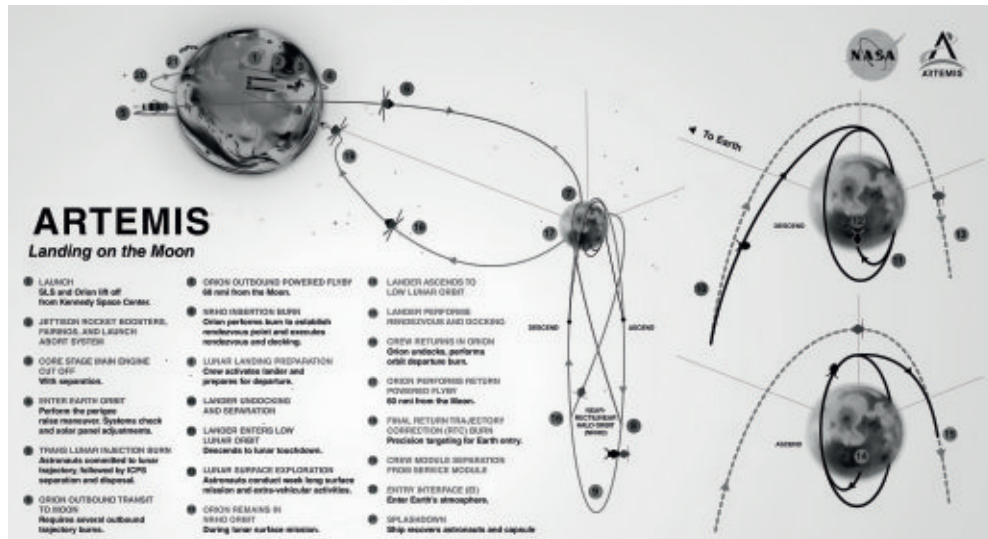 NASA
ARTEMIS
To Earth
ARTEMIS
Landing on the Moon
LAUNCH
SLS and Orion lift off
from Kennedy Space Center.
JETTISON ROCKET BOOSTERS,
FAIRINGS, AND LAUNCH
ABORT SYSTEM
CORE STAGE MAIN ENGINE
CUT OFF
With separation.
ENTER EARTH ORBIT
Perform the perigee
raise maneuver. Systems check
and solar panel adjustments.
TRANS LUNAR INJECTION BURN
Astronauts committed to lunar
trajectory, followed by ICPS
separation and disposal.
ORION OUTBOUND TRANSIT
TO MOON
Requires several outbound
trajectory burns.
ORION OUTBOUND POWERED FLYBY
60 nmi from the Moon.
NRHO INSERTION BURN
Orion performs burn to establish
rendezvous point and executes
rendezvous and docking.
LUNAR LANDING PREPARATION
Crew activates lander and
prepares for departure.
LANDER UNDOCKING
AND SEPARATION
LANDER ENTERS LOW
LUNAR ORBIT
Descends to lunar touchdown.
LUNAR SURFACE EXPLORATION
Astronauts conduct week long surface
mission and extra-vehicular activities.
ORION REMAINS IN
NRHO ORBIT
During lunar surface mission.
LANDER ASCENDS TO
LOW LUNAR ORBIT
LANDER PERFORMS
RENDEZVOUS AND DOCKING
CREW RETURNS IN ORION
Orion undocks, performs
orbit departure burn.
ORION PERFORMS RETURN
POWERED FLYBY
60 nmi from the Moon.
FINAL RETURN TRAJECTORY
CORRECTION (RTC) BURN
Precision targeting for Earth entry.
CREW MODULE SEPARATION
FROM SERVICE MODULE
ENTRY INTERFACE (EI)
Enter Earth's atmosphere.
SPLASHDOWN
Ship recovers astronauts and capsule
DESCEND
ASCEND
NEAR-
RECTILINEAR
HALO ORBIT
(NRHO)
DESCEND
ASCEND